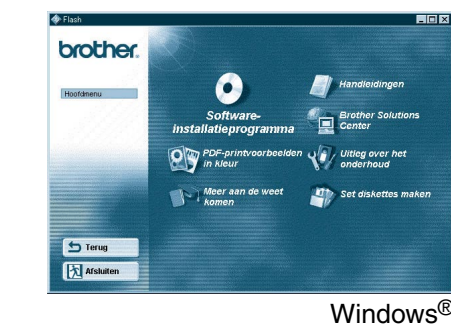 Flash
brother.
Hoofdmenu
Software-
installatieprogramma
Handleidingen
Brother Solutions
Center
PDF-printvoorbeelden
in kleur
Uitleg over het
onderhoud
Meer aan de weet
komen
Set diskettes maken
Terug
Afsluiten
Windows®